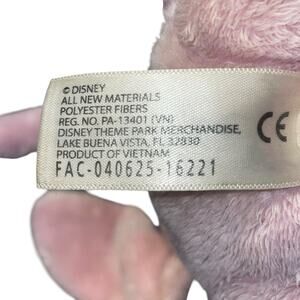 © DISNEY
ALL NEW MATERIALS
POLYESTER FIBERS
REG. NO. PA-13401 (VN)
DISNEY THEME PARK MERCHANDISE,
LAKE BUENA VISTA, FL 32830
PRODUCT OF VIETNAM
FAC-040625-16221
CE